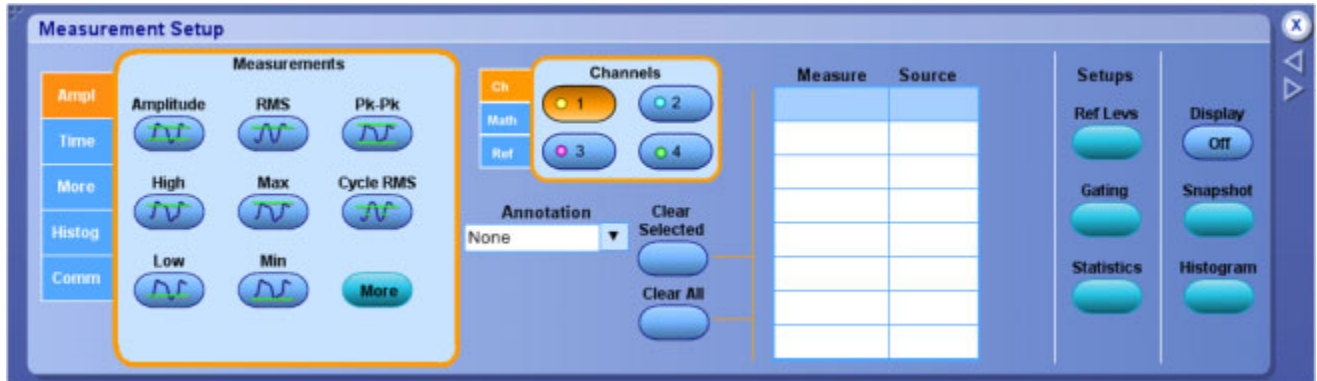 Measurement Setup
X
Ampl
Time
More
Histog
Comm
Measurements
Amplitude RMS Pk-Pk
High Max Cycle RMS
Low Min
More
Ch
Math
Ref
Channels
1 2
3 4
Annotation
None
Clear
Selected
Clear All
Measure Source
Setups
Ref Levs
Gating
Statistics
Display
Off
Snapshot
Histogram